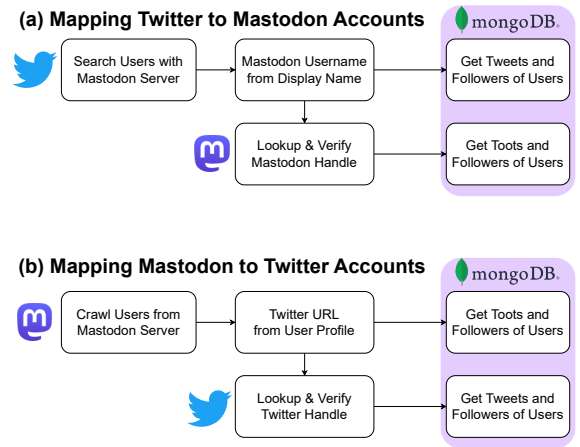 (a) Mapping Twitter to Mastodon Accounts
mongoDB.
Search Users with
Mastodon Server
Mastodon Username
from Display Name
Get Tweets and
Followers of Users
Lookup & Verify
Mastodon Handle
Get Toots and
Followers of Users
(b) Mapping Mastodon to Twitter Accounts
mongoDB.
Crawl Users from
Mastodon Server
Twitter URL
from User Profile
Get Toots and
Followers of Users
Lookup & Verify
Twitter Handle
Get Tweets and
Followers of Users